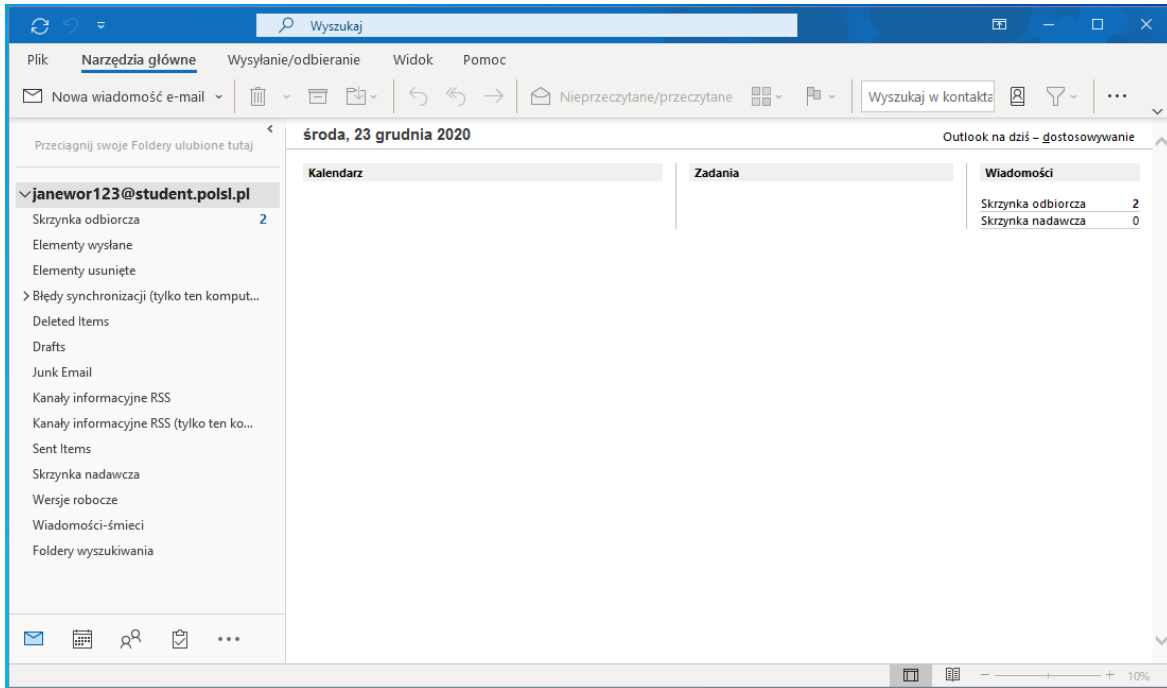 Wyszukaj
Plik Narzędzia główne Wysyłanie/odbieranie Widok Pomoc
Nowa wiadomość e-mail Nieprzeczytane/przeczytane Wyszukaj w kontakta
Przeciągnij swoje Foldery ulubione tutaj
janewor123@student.polsl.pl
Skrzynka odbiorcza 2
Elementy wysłane
Elementy usunięte
Błędy synchronizacji (tylko ten komput...
Deleted Items
Drafts
Junk Email
Kanały informacyjne RSS
Kanały informacyjne RSS (tylko ten ko...
Sent Items
Skrzynka nadawcza
Wersje robocze
Wiadomości-śmieci
Foldery wyszukiwania
środa, 23 grudnia 2020 Outlook na dziś – dostosowywanie
Kalendarz Zadania Wiadomości
Skrzynka odbiorcza 2
Skrzynka nadawcza 0
10%